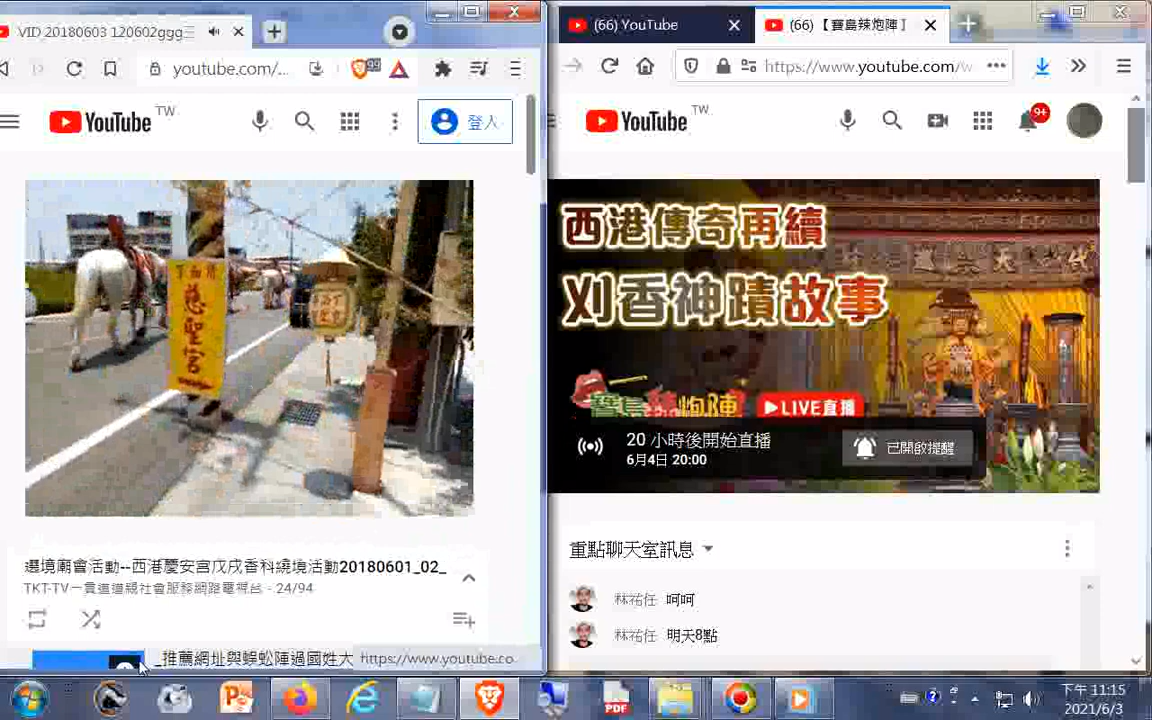 VID 20180603 120602ggg
youtube.com/...
99
YouTube
TW
登入
慈聖宮
遶境廟會活動--西港慶安宮戊戌香科繞境活動20180601_02_
TKT-TV一貫道道親社會服務網路電視台 - 24/94
_推薦網址與蜈蚣陣過國姓大
https://www.youtube.co
(66) YouTube
(66) 【寶島辣炮陣】
https://www.youtube.com/w
YouTube
TW
9+
西港傳奇再續
刈香神蹟故事
寶島辣炮陣
LIVE直播
20 小時後開始直播
6月4日 20:00
已開啟提醒
重點聊天室訊息
林祐任 呵呵
林祐任 明天8點
PDF
下午 11:15
2021/6/3